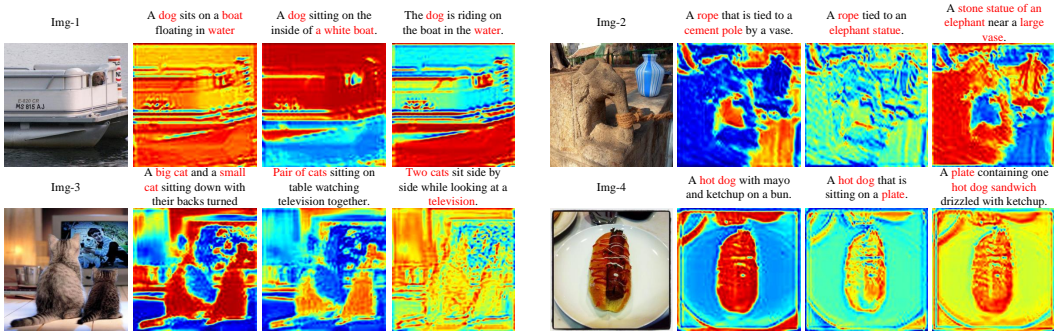 Img-1
A dog sits on a boat
floating in water
A dog sitting on the
inside of a white boat.
The dog is riding on
the boat in the water.
Img-2
A rope that is tied to a
cement pole by a vase.
A rope tied to an
elephant statue.
A stone statue of an
elephant near a large
vase.
MS 815 AJ
Img-3
A big cat and a small
cat sitting down with
their backs turned
Pair of cats sitting on
table watching
television together.
Two cats sit side by
side while looking at a
television.
Img-4
A hot dog with mayo
and ketchup on a bun.
A hot dog that is
sitting on a plate.
A plate containing one
hot dog sandwich
drizzled with ketchup.